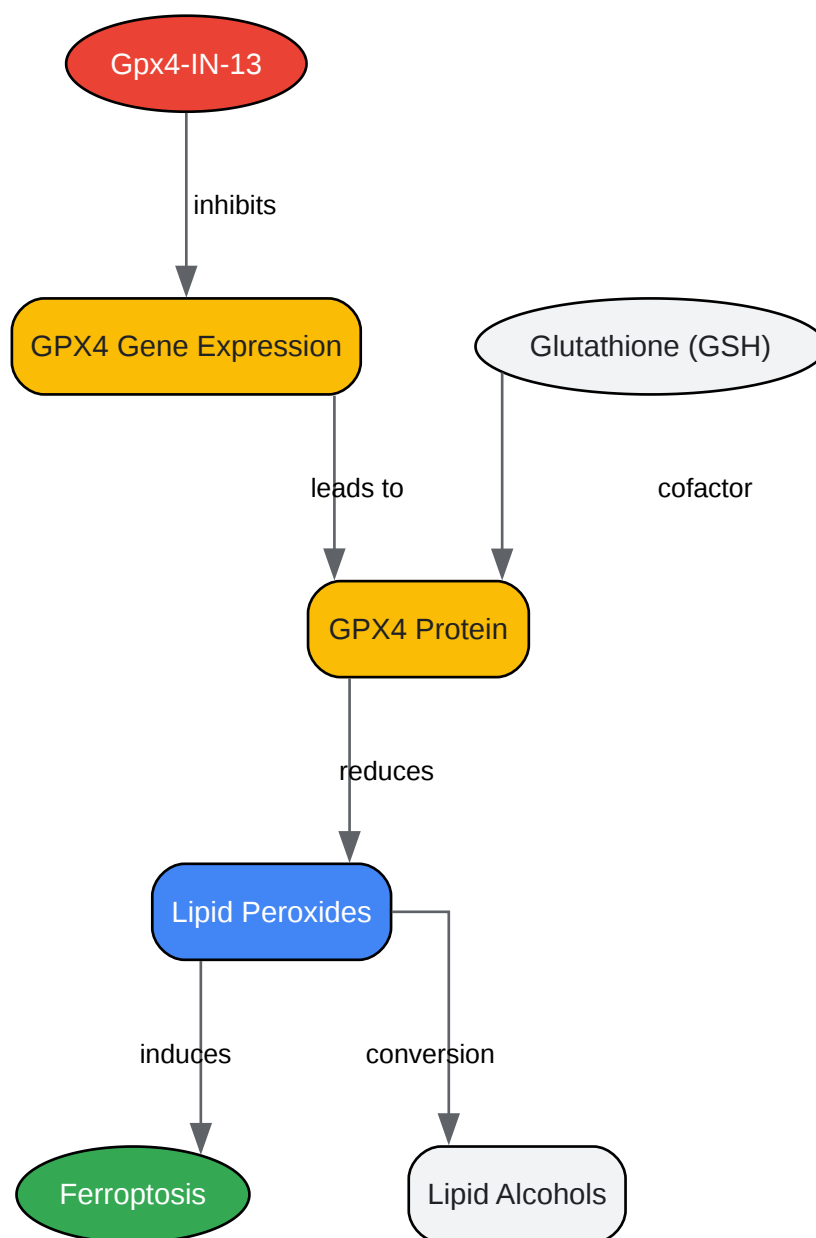 Gpx4-IN-13
inhibits
GPX4 Gene Expression
Glutathione (GSH)
leads to
cofactor
GPX4 Protein
reduces
Lipid Peroxides
induces
conversion
Ferroptosis
Lipid Alcohols